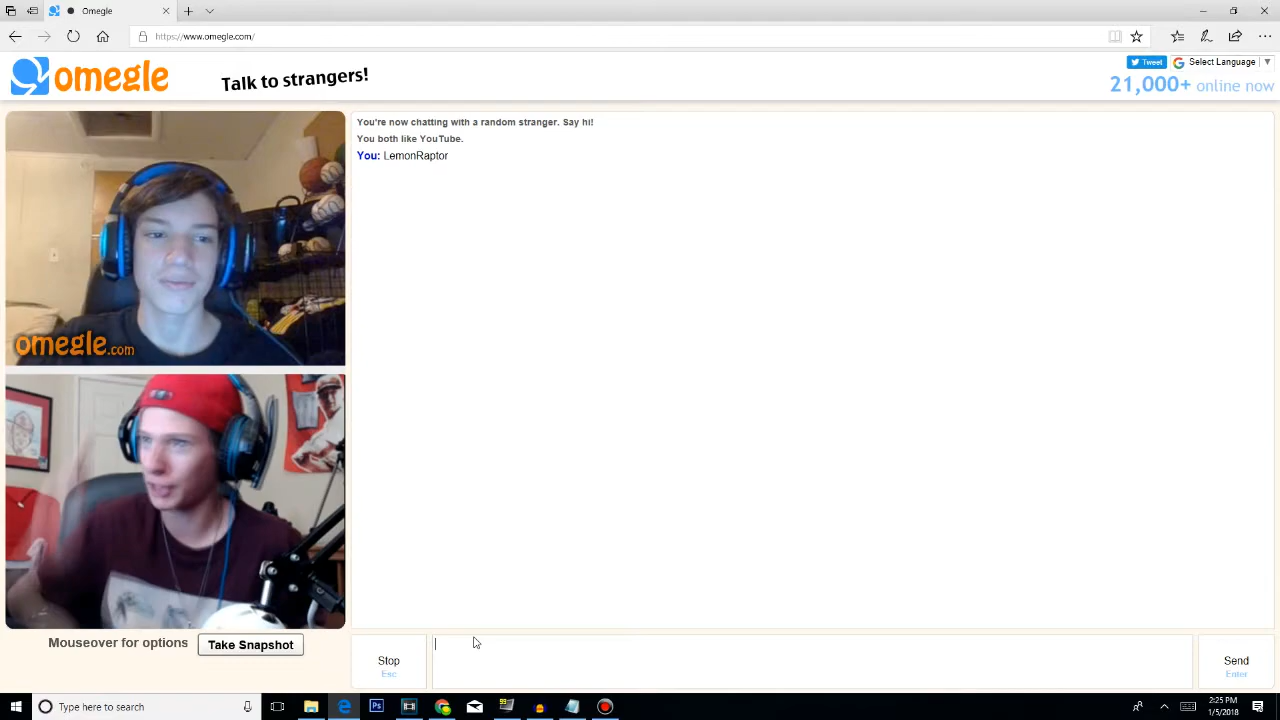 Omegle
https://www.omegle.com/
omegle
Talk to strangers!
Tweet
Select Language
21,000+ online now
You're now chatting with a random stranger. Say hi!
You both like YouTube.
You: LemonRaptor
omegle.com
Mouseover for options
Take Snapshot
Stop
Esc
Send
Enter
Type here to search
Ps
2:25 PM
1/5/2018